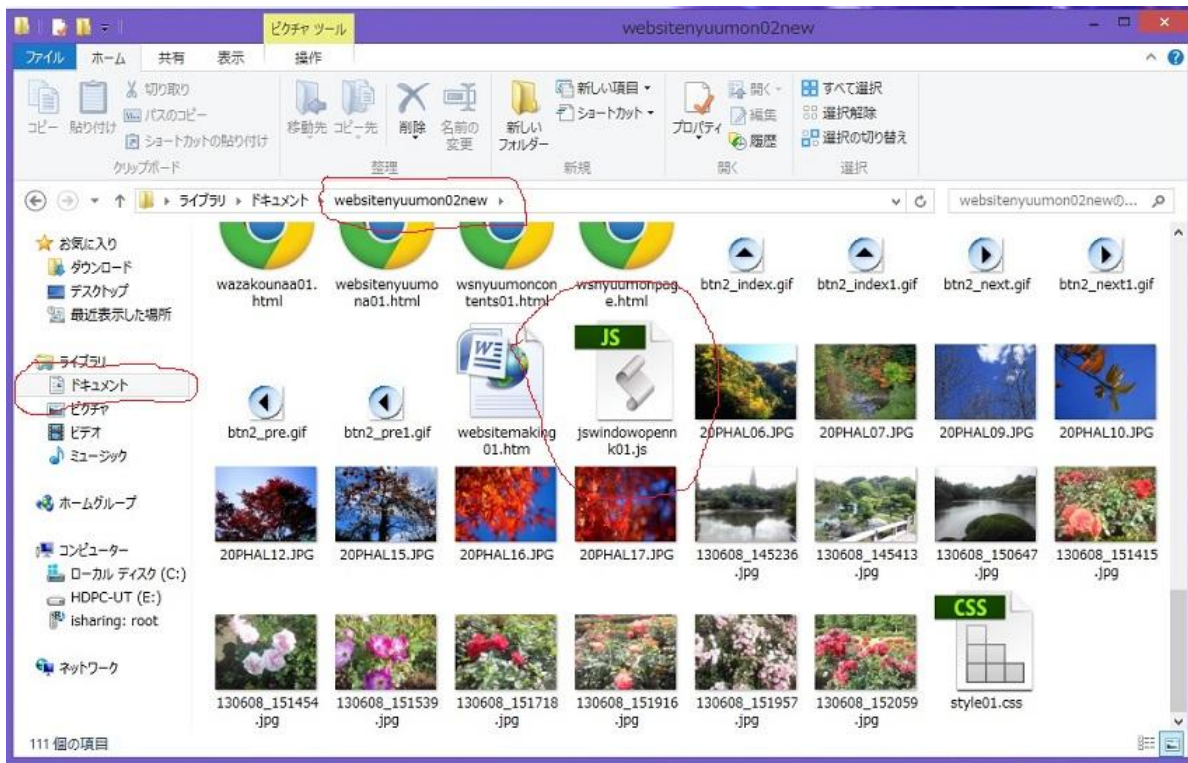 ピクチャ ツール
websitenyuumon02new
ファイル ホーム 共有 表示 操作
コピー
貼り付け
切り取り
パスのコピー
ショートカットの貼り付け
クリップボード
移動先
コピー先
削除
名前の
変更
整理
新しい
フォルダー
新しい項目
ショートカット
新規
プロパティ
開く
編集
履歴
開く
すべて選択
選択解除
選択の切り替え
選択
ライブラリ ドキュメント websitenyuumon02new
websitenyuumon02newの...
お気に入り
ダウンロード
デスクトップ
最近表示した場所
ライブラリ
ドキュメント
ピクチャ
ビデオ
ミュージック
ホームグループ
コンピューター
ローカル ディスク (C:)
HDPC-UT (E:)
isharing: root
ネットワーク
wazakounaa01.
html
websitenyuumo
na01.html
wsnyuumoncon
tents01.html
wsnyuumonpag
e.html
btn2_index.gif
btn2_index1.gif
btn2_next.gif
btn2_next1.gif
JS
btn2_pre.gif
btn2_pre1.gif
websitemaking
01.htm
jswindowopenn
k01.js
20PHAL06.JPG
20PHAL07.JPG
20PHAL09.JPG
20PHAL10.JPG
20PHAL12.JPG
20PHAL15.JPG
20PHAL16.JPG
20PHAL17.JPG
130608_145236
.jpg
130608_145413
.jpg
130608_150647
.jpg
130608_151415
.jpg
CSS
130608_151454
.jpg
130608_151539
.jpg
130608_151718
.jpg
130608_151916
.jpg
130608_151957
.jpg
130608_152059
.jpg
style01.css
111 個の項目